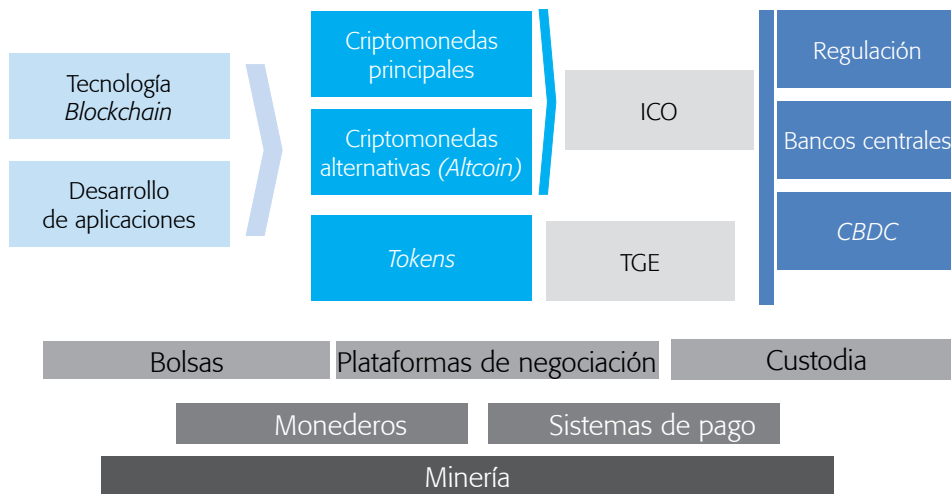 Tecnología
Blockchain
Desarrollo
de aplicaciones
Criptomonedas
principales
Criptomonedas
alternativas (Altcoin)
Tokens
ICO
TGE
Regulación
Bancos centrales
CBDC
Bolsas
Plataformas de negociación
Custodia
Monederos
Sistemas de pago
Minería